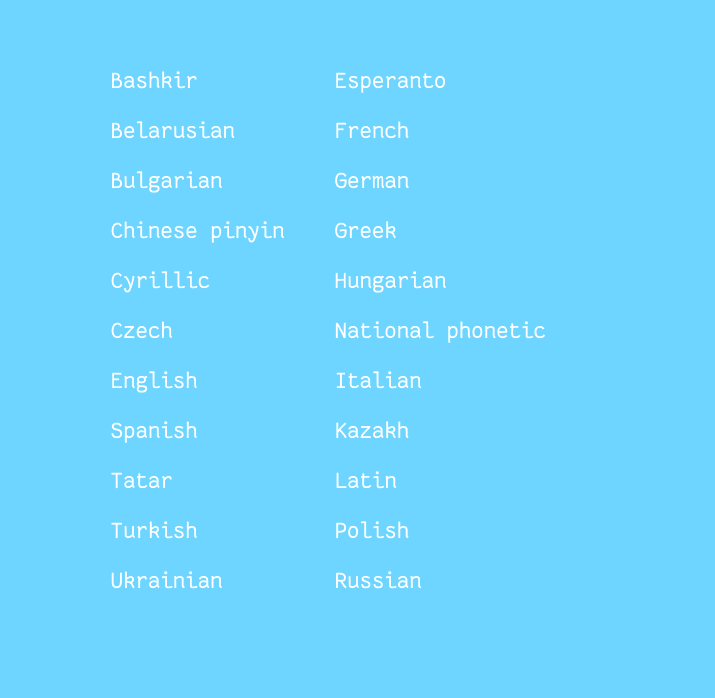 Bashkir
Belarusian
Bulgarian
Chinese pinyin
Cyrillic
Czech
English
Spanish
Tatar
Turkish
Ukrainian
Esperanto
French
German
Greek
Hungarian
National phonetic
Italian
Kazakh
Latin
Polish
Russian